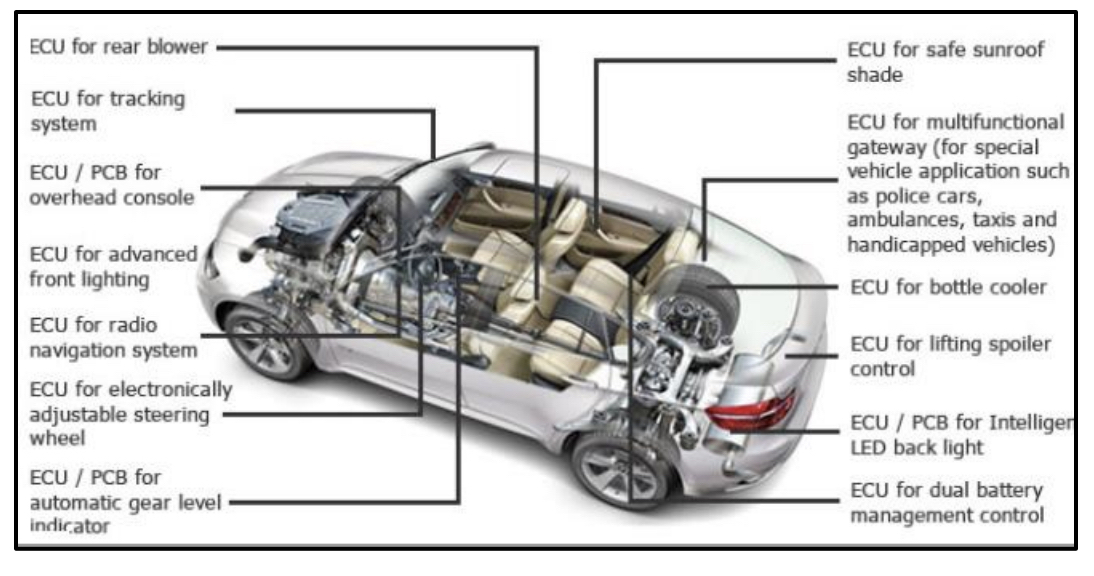 ECU for rear blower
ECU for tracking
system
ECU / PCB for
overhead console
ECU for advanced
front lighting
ECU for radio
navigation system
ECU for electronically
adjustable steering
wheel
ECU / PCB for
automatic gear level
indicator
ECU for safe sunroof
shade
ECU for multifunctional
gateway (for special
vehicle application such
as police cars,
ambulances, taxis and
handicapped vehicles)
ECU for bottle cooler
ECU for lifting spoiler
control
ECU / PCB for Intelligen
LED back light
ECU for dual battery
management control